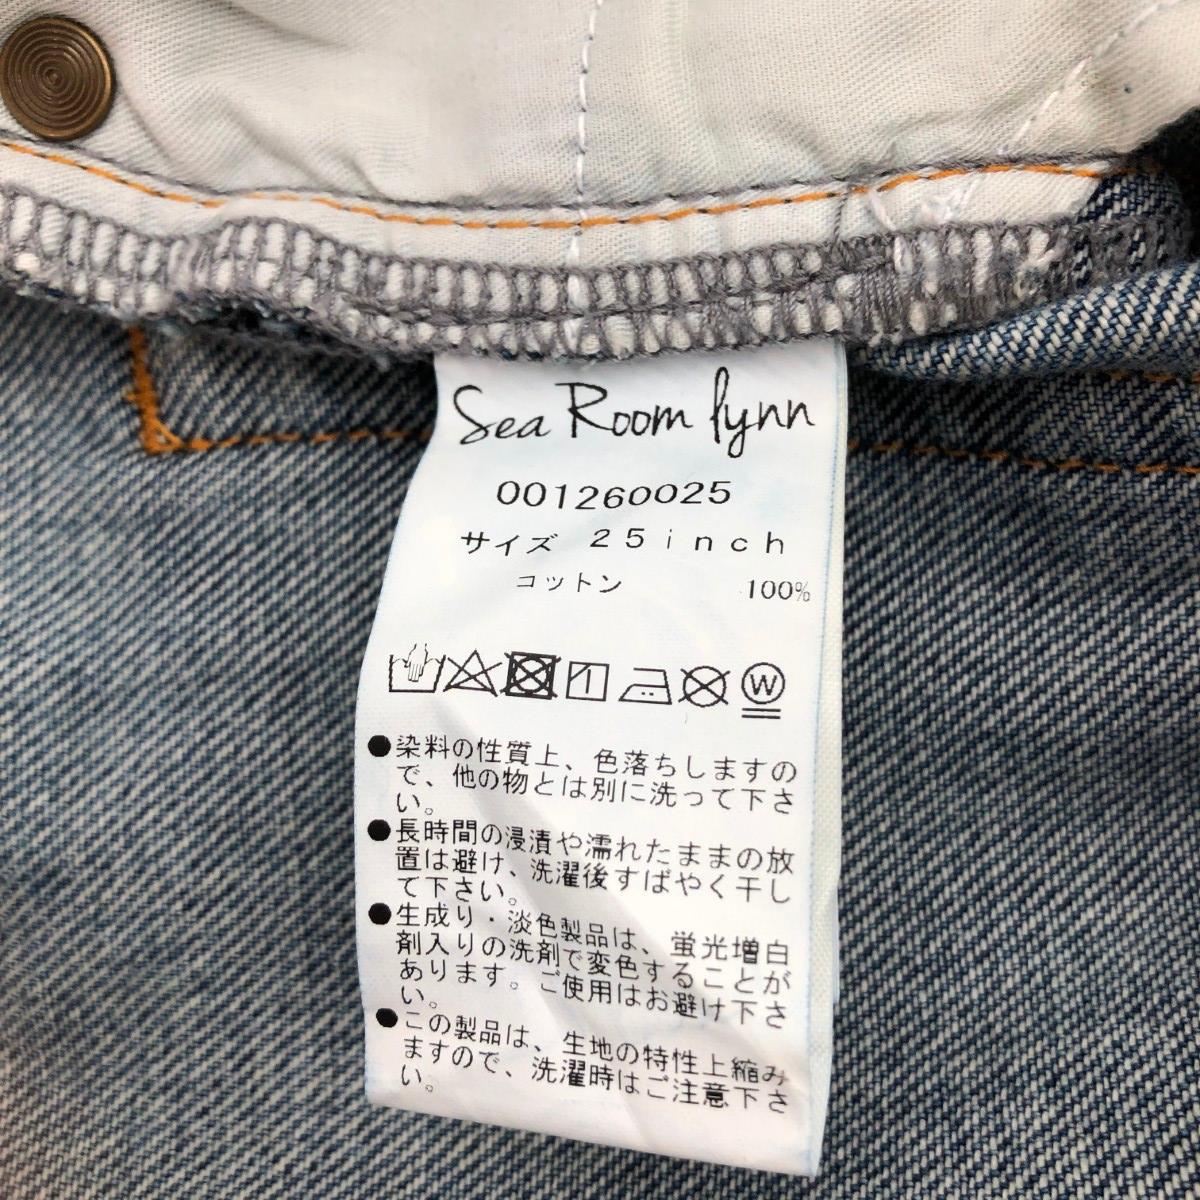 Sea Room lynn
001260025
サイズ 25inch
コットン 100%
W
●染料の性質上、色落ちしますの
で、他の物とは別に洗って下さ
い。
●長時間の浸漬や濡れたままの放
置は避け、洗濯後すばやく干し
て下さい。
●生成り・淡色製品は、蛍光増白
剤入りの洗剤で変色することが
あります。ご使用はお避け下さ
い。
●この製品は、生地の特性上縮み
ますので、洗濯時はご注意下さ
い。